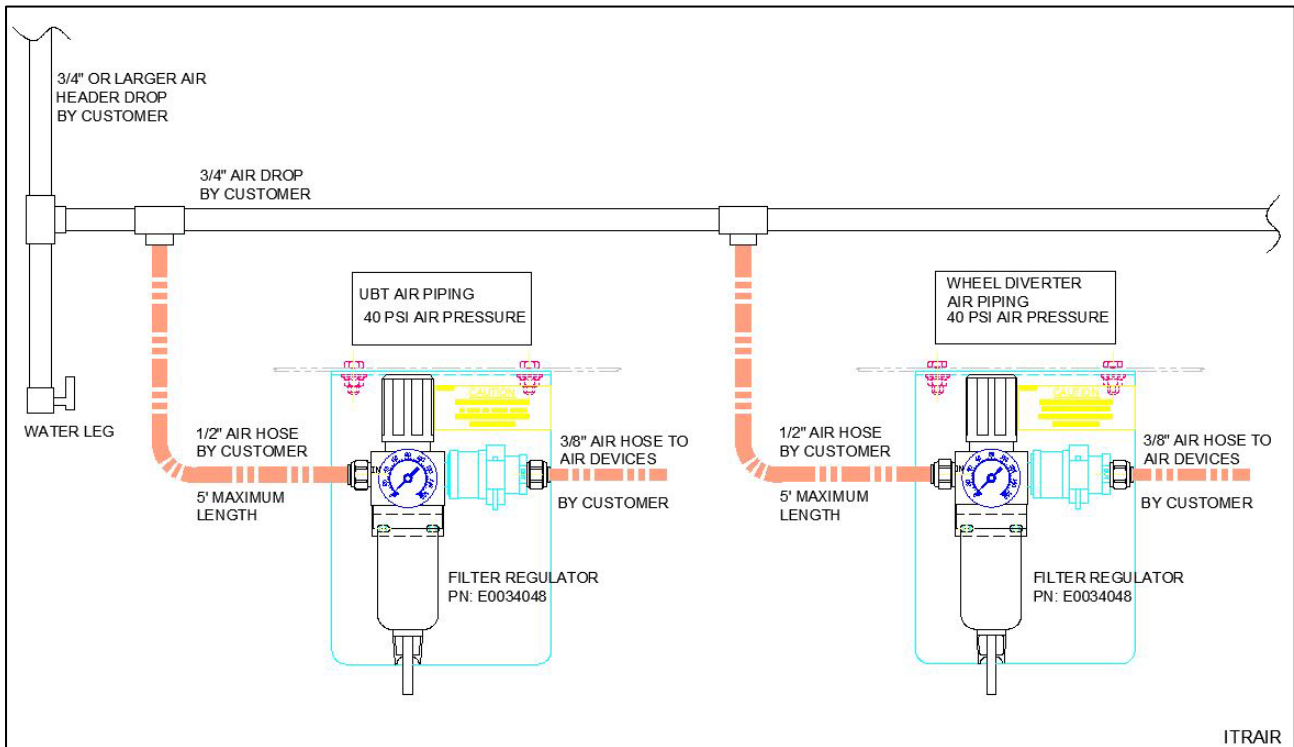 3/4" OR LARGER AIR
HEADER DROP
BY CUSTOMER
3/4" AIR DROP
BY CUSTOMER
UBT AIR PIPING
40 PSI AIR PRESSURE
WHEEL DIVERTER
AIR PIPING
40 PSI AIR PRESSURE
WATER LEG
1/2" AIR HOSE
BY CUSTOMER
5' MAXIMUM
LENGTH
CAUTION
IN
3/8" AIR HOSE TO
AIR DEVICES
BY CUSTOMER
FILTER REGULATOR
PN: E0034048
1/2" AIR HOSE
BY CUSTOMER
5' MAXIMUM
LENGTH
CAUTION
IN
3/8" AIR HOSE TO
AIR DEVICES
BY CUSTOMER
FILTER REGULATOR
PN: E0034048
ITRAIR